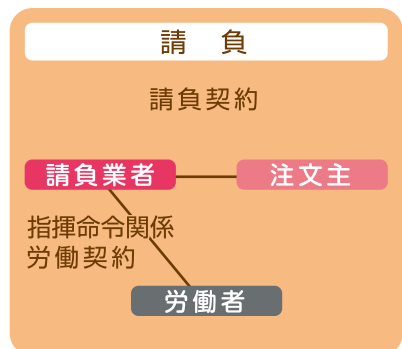 請 負
請負契約
請負業者 注文主
指揮命令関係
労働契約
労働者